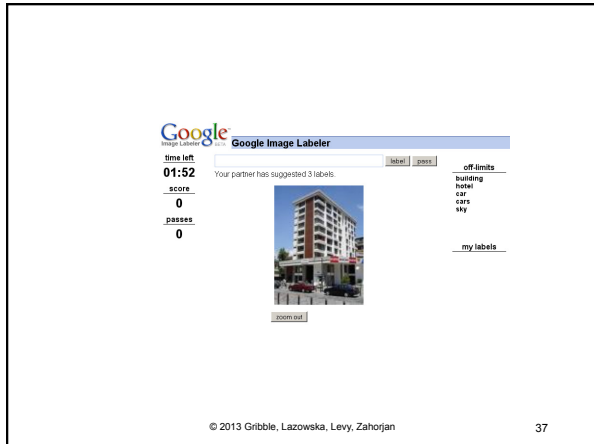 Google
Image Labeler BETA
Google Image Labeler
time left
01:52
score
0
passes
0
label pass
Your partner has suggested 3 labels.
zoom out
off-limits
building
hotel
car
cars
sky
my labels
© 2013 Gribble, Lazowska, Levy, Zahorjan
37